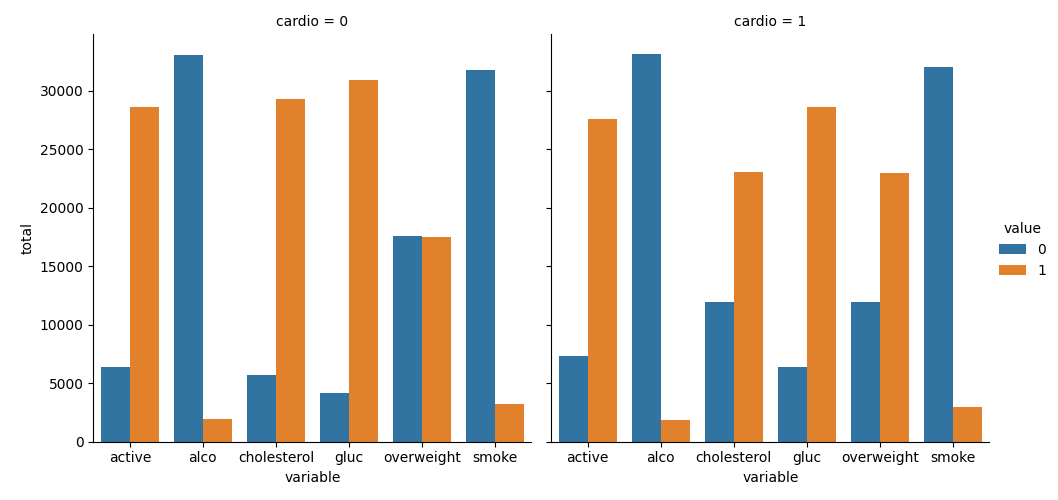 cardio = 0
cardio = 1
total
30000
25000
20000
15000
10000
5000
0
active alco cholesterol gluc overweight smoke
variable
active alco cholesterol gluc overweight smoke
variable
value
0
1